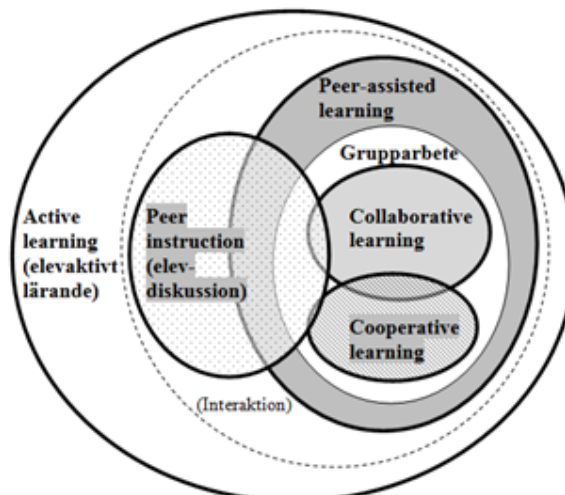 Peer-assisted
learning
Grupparbete
Active
learning
(elevaktivt
lärande)
Peer
instruction
(elev-
diskussion)
Collaborative
learning
Cooperative
learning
(Interaktion)